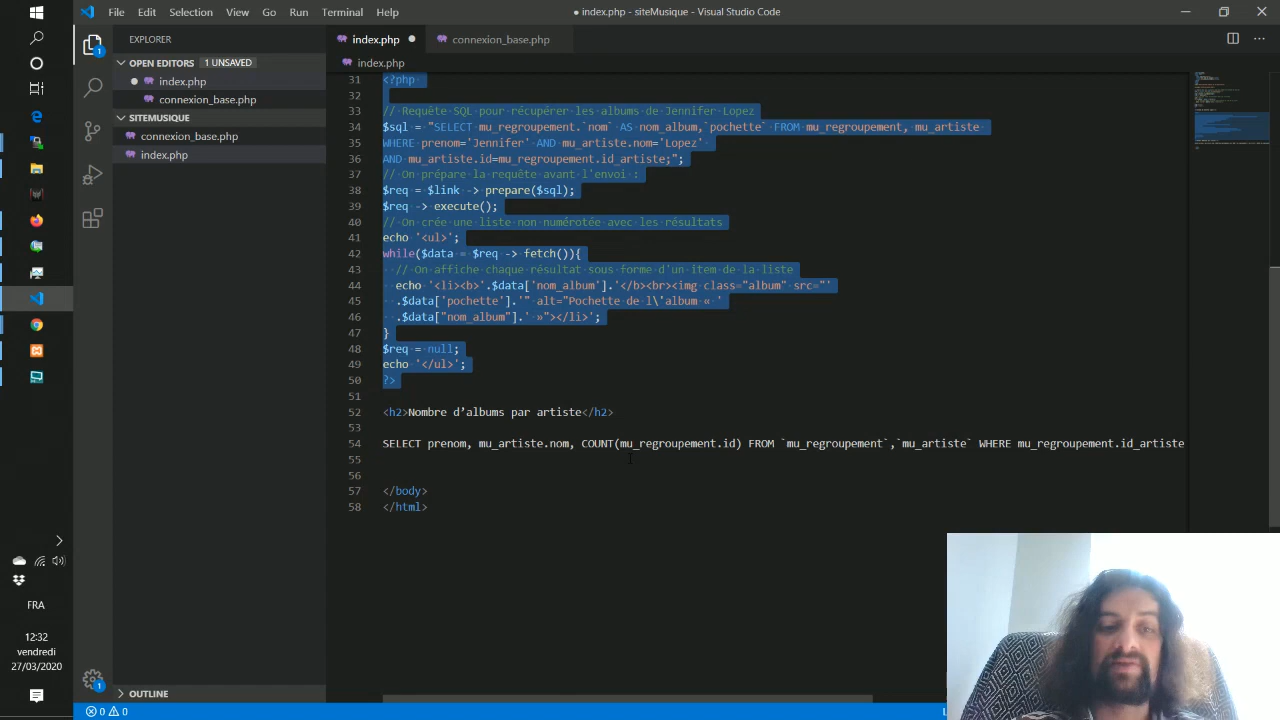 File Edit Selection View Go Run Terminal Help
● index.php - siteMusique - Visual Studio Code
EXPLORER
index.php ●
connexion_base.php
OPEN EDITORS 1 UNSAVED
index.php
● index.php
connexion_base.php
SITEMUSIQUE
connexion_base.php
index.php
31 <?php
32
33 // Requête SQL pour récupérer les albums de Jennifer Lopez
34 $sql = "SELECT mu_regroupement.`nom` AS nom_album,`pochette` FROM mu_regroupement, mu_artiste
35 WHERE prenom='Jennifer' AND mu_artiste.nom='Lopez'
36 AND mu_artiste.id=mu_regroupement.id_artiste;";
37 // On prépare la requête avant l'envoi :
38 $req = $link -> prepare($sql);
39 $req -> execute();
40 // On crée une liste non numérotée avec les résultats
41 echo '<ul>';
42 while($data = $req -> fetch()){
43 // On affiche chaque résultat sous forme d'un item de la liste
44 echo '<li><b>'.$data['nom_album'].'</b><br><img class="album" src="'
45 .$data['pochette'].'" alt="Pochette de l\'album « '
46 .$data["nom_album"].' »"></li>';
47 }
48 $req = null;
49 echo '</ul>';
50 ?>
51
52 <h2>Nombre d’albums par artiste</h2>
53
54 SELECT prenom, mu_artiste.nom, COUNT(mu_regroupement.id) FROM `mu_regroupement`,`mu_artiste` WHERE mu_regroupement.id_artiste
55
56
57 </body>
58 </html>
1
1
OUTLINE
0 0
FRA
12:32
vendredi
27/03/2020